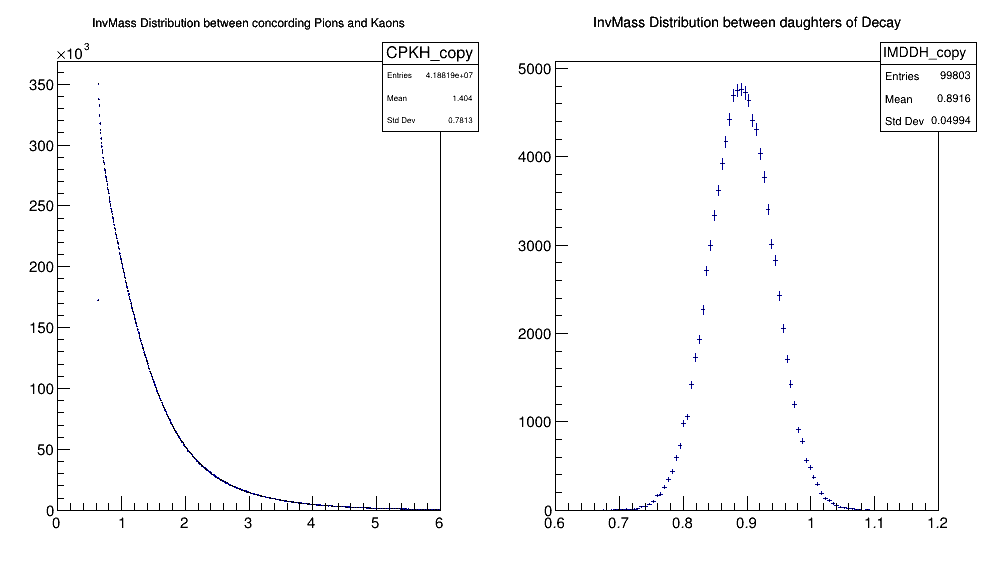 InvMass Distribution between concording Pions and Kaons
×10³
CPKH_copy
Entries 4.18819e+07
Mean 1.404
Std Dev 0.7813
350
300
250
200
150
100
50
0
0 1 2 3 4 5 6
InvMass Distribution between daughters of Decay
IMDDH_copy
Entries 99803
Mean 0.8916
Std Dev 0.04994
5000
4000
3000
2000
1000
0
0.6 0.7 0.8 0.9 1 1.1 1.2